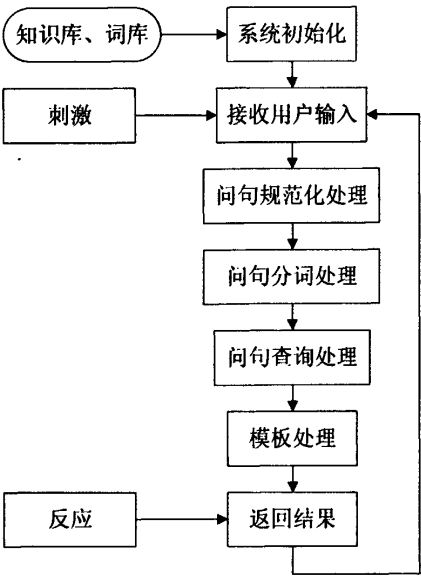 知识库、词库
系统初始化
刺激
接收用户输入
问句规范化处理
问句分词处理
问句查询处理
模板处理
反应
返回结果